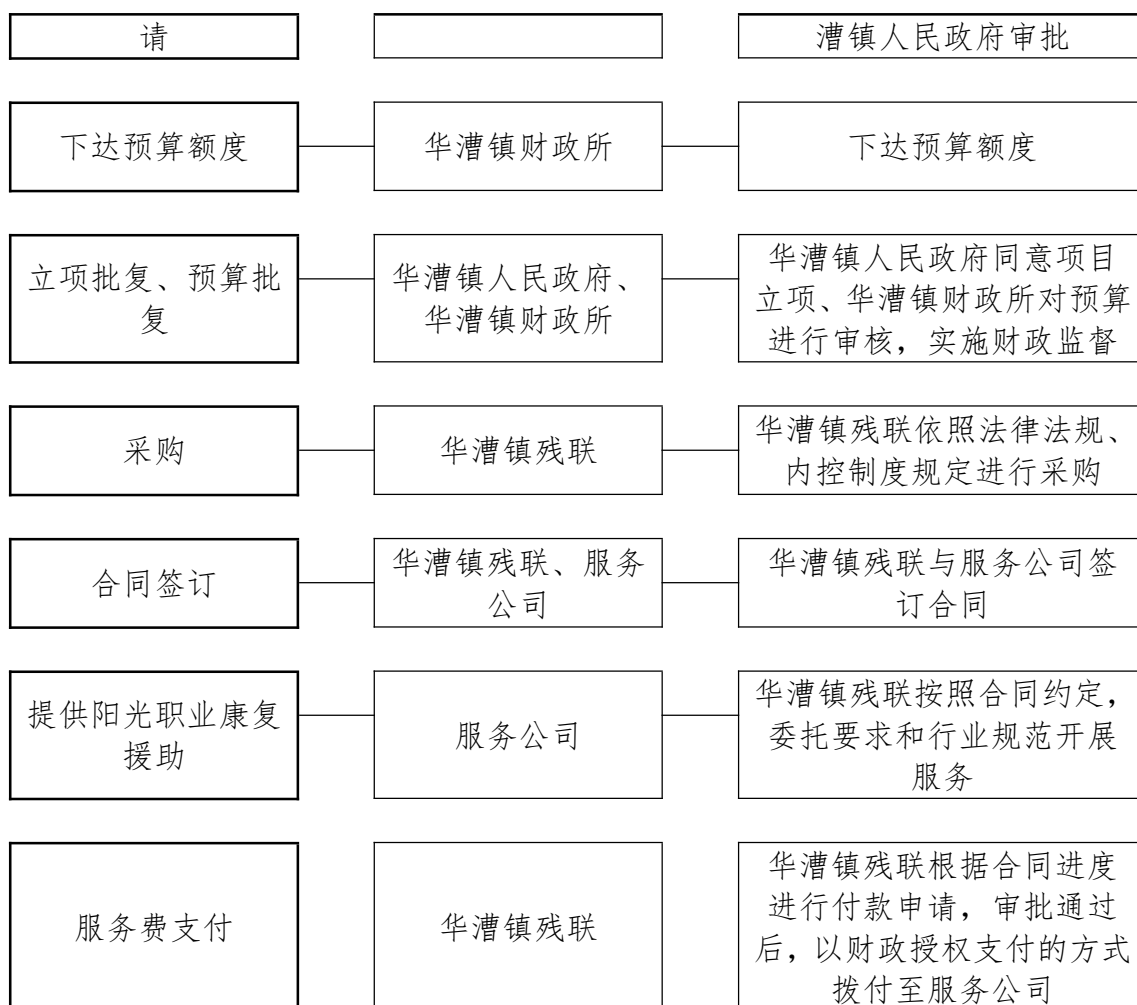 请
漕镇人民政府审批
下达预算额度
华漕镇财政所
下达预算额度
立项批复、预算批
复
华漕镇人民政府、
华漕镇财政所
华漕镇人民政府同意项目
立项、华漕镇财政所对预算
进行审核，实施财政监督
采购
华漕镇残联
华漕镇残联依照法律法规、
内控制度规定进行采购
合同签订
华漕镇残联、服务
公司
华漕镇残联与服务公司签
订合同
提供阳光职业康复
援助
服务公司
华漕镇残联按照合同约定，
委托要求和行业规范开展
服务
服务费支付
华漕镇残联
华漕镇残联根据合同进度
进行付款申请，审批通过
后，以财政授权支付的方式
拨付至服务公司